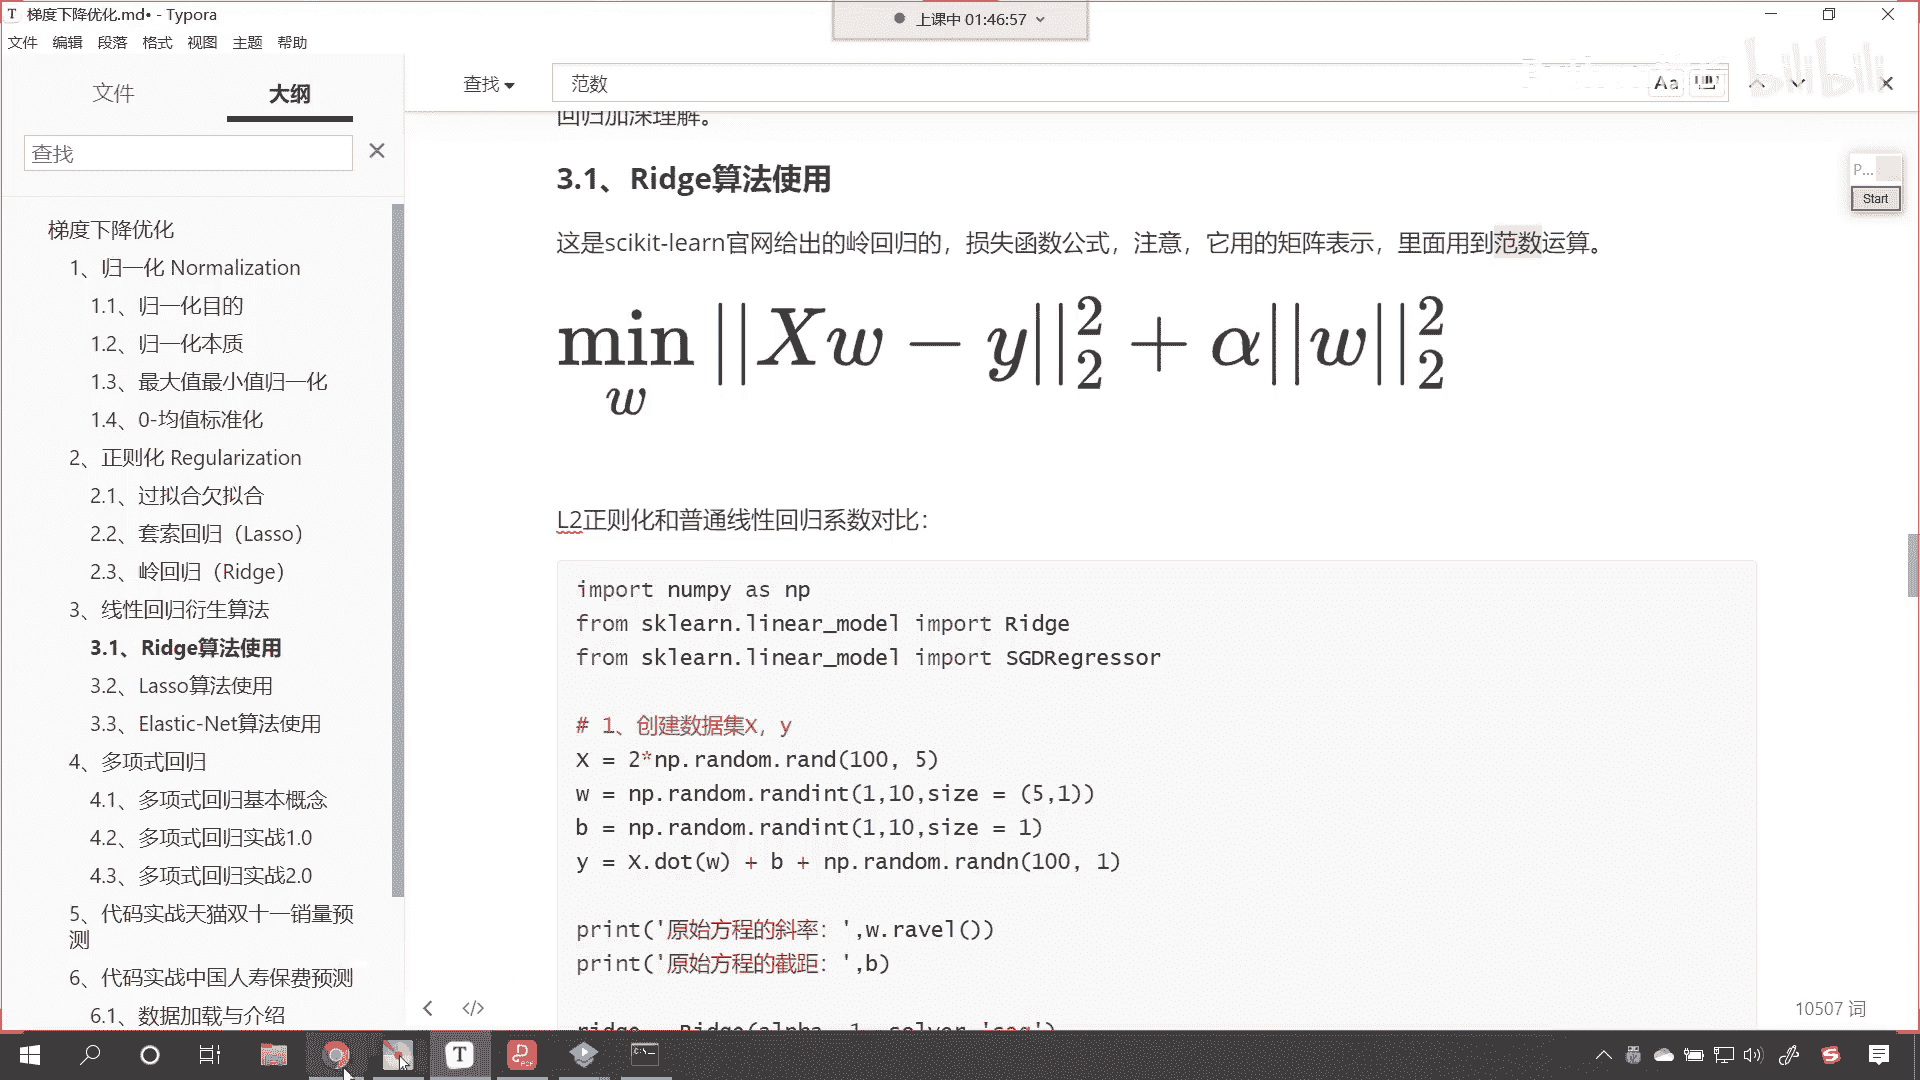 梯度下降优化.md• - Typora
上课中 01:46:57
文件 编辑 段落 格式 视图 主题 帮助
文件 大纲
查找
梯度下降优化
1、归一化 Normalization
1.1、归一化目的
1.2、归一化本质
1.3、最大值最小值归一化
1.4、0-均值标准化
2、正则化 Regularization
2.1、过拟合欠拟合
2.2、套索回归（Lasso）
2.3、岭回归（Ridge）
3、线性回归衍生算法
3.1、Ridge算法使用
3.2、Lasso算法使用
3.3、Elastic-Net算法使用
4、多项式回归
4.1、多项式回归基本概念
4.2、多项式回归实战1.0
4.3、多项式回归实战2.0
5、代码实战天猫双十一销量预
测
6、代码实战中国人寿保费预测
6.1、数据加载与介绍
查找 范数 Aa
bilibili
P...
Start
回归加深理解。
3.1、Ridge算法使用
这是scikit-learn官网给出的岭回归的，损失函数公式，注意，它用的矩阵表示，里面用到范数运算。
min_w ||Xw − y||_2^2 + α||w||_2^2
L2正则化和普通线性回归系数对比：
import numpy as np
from sklearn.linear_model import Ridge
from sklearn.linear_model import SGDRegressor
# 1、创建数据集X，y
X = 2*np.random.rand(100, 5)
w = np.random.randint(1,10,size = (5,1))
b = np.random.randint(1,10,size = 1)
y = X.dot(w) + b + np.random.randn(100, 1)
print('原始方程的斜率：',w.ravel())
print('原始方程的截距：',b)
10507 词